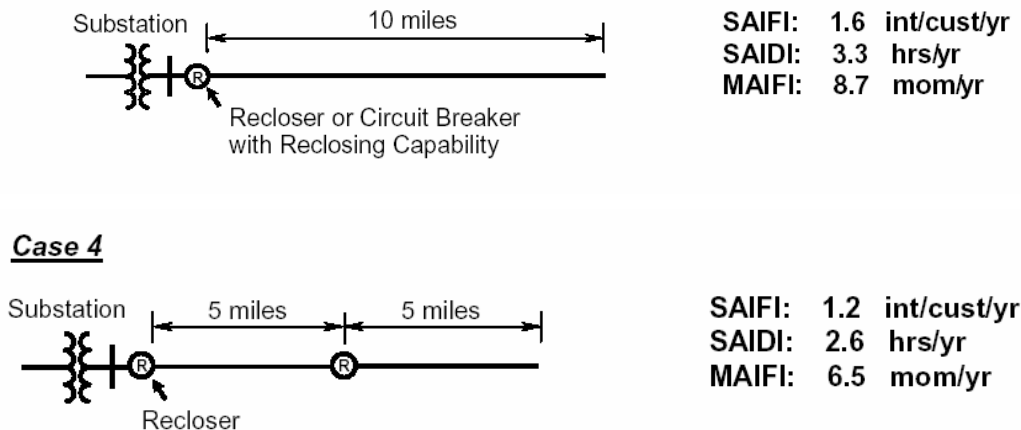 Substation
10 miles
SAIFI: 1.6 int/cust/yr
SAIDI: 3.3 hrs/yr
MAIFI: 8.7 mom/yr
R
Recloser or Circuit Breaker
with Reclosing Capability
Case 4
Substation
5 miles
5 miles
SAIFI: 1.2 int/cust/yr
SAIDI: 2.6 hrs/yr
MAIFI: 6.5 mom/yr
R
R
Recloser